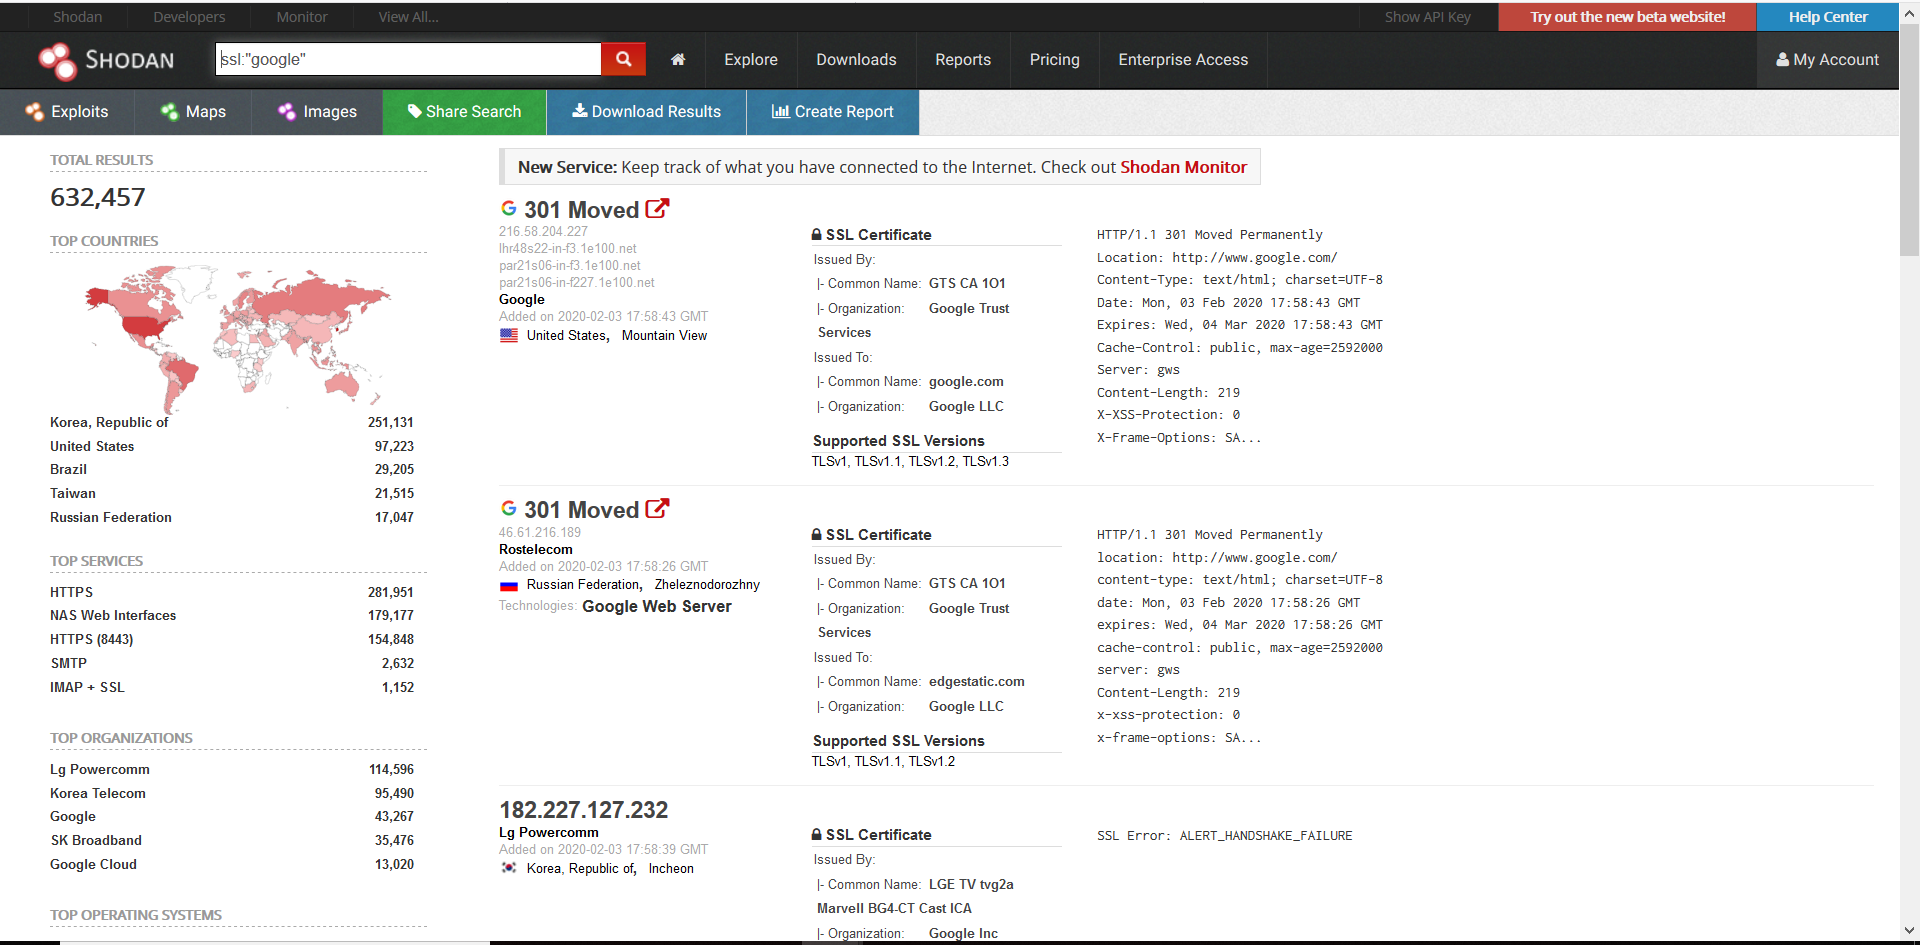 Shodan Developers Monitor View All... Show API Key Try out the new beta website! Help Center
SHODAN ssl:"google" Explore Downloads Reports Pricing Enterprise Access My Account
Exploits Maps Images Share Search Download Results Create Report
TOTAL RESULTS
632,457
TOP COUNTRIES
Korea, Republic of 251,131
United States 97,223
Brazil 29,205
Taiwan 21,515
Russian Federation 17,047
TOP SERVICES
HTTPS 281,951
NAS Web Interfaces 179,177
HTTPS (8443) 154,848
SMTP 2,632
IMAP + SSL 1,152
TOP ORGANIZATIONS
Lg Powercomm 114,596
Korea Telecom 95,490
Google 43,267
SK Broadband 35,476
Google Cloud 13,020
TOP OPERATING SYSTEMS
New Service: Keep track of what you have connected to the Internet. Check out Shodan Monitor
301 Moved
216.58.204.227
lhr48s22-in-f3.1e100.net
par21s06-in-f3.1e100.net
par21s06-in-f227.1e100.net
Google
Added on 2020-02-03 17:58:43 GMT
United States, Mountain View
SSL Certificate
Issued By:
|- Common Name: GTS CA 1O1
|- Organization: Google Trust
Services
Issued To:
|- Common Name: google.com
|- Organization: Google LLC
Supported SSL Versions
TLSv1, TLSv1.1, TLSv1.2, TLSv1.3
HTTP/1.1 301 Moved Permanently
Location: http://www.google.com/
Content-Type: text/html; charset=UTF-8
Date: Mon, 03 Feb 2020 17:58:43 GMT
Expires: Wed, 04 Mar 2020 17:58:43 GMT
Cache-Control: public, max-age=2592000
Server: gws
Content-Length: 219
X-XSS-Protection: 0
X-Frame-Options: SA...
301 Moved
46.61.216.189
Rostelecom
Added on 2020-02-03 17:58:26 GMT
Russian Federation, Zheleznodorozhny
Technologies: Google Web Server
SSL Certificate
Issued By:
|- Common Name: GTS CA 1O1
|- Organization: Google Trust
Services
Issued To:
|- Common Name: edgestatic.com
|- Organization: Google LLC
Supported SSL Versions
TLSv1, TLSv1.1, TLSv1.2
HTTP/1.1 301 Moved Permanently
location: http://www.google.com/
content-type: text/html; charset=UTF-8
date: Mon, 03 Feb 2020 17:58:26 GMT
expires: Wed, 04 Mar 2020 17:58:26 GMT
cache-control: public, max-age=2592000
server: gws
Content-Length: 219
x-xss-protection: 0
x-frame-options: SA...
182.227.127.232
Lg Powercomm
Added on 2020-02-03 17:58:39 GMT
Korea, Republic of, Incheon
SSL Certificate
Issued By:
|- Common Name: LGE TV tvg2a
Marvell BG4-CT Cast ICA
|- Organization: Google Inc
SSL Error: ALERT_HANDSHAKE_FAILURE